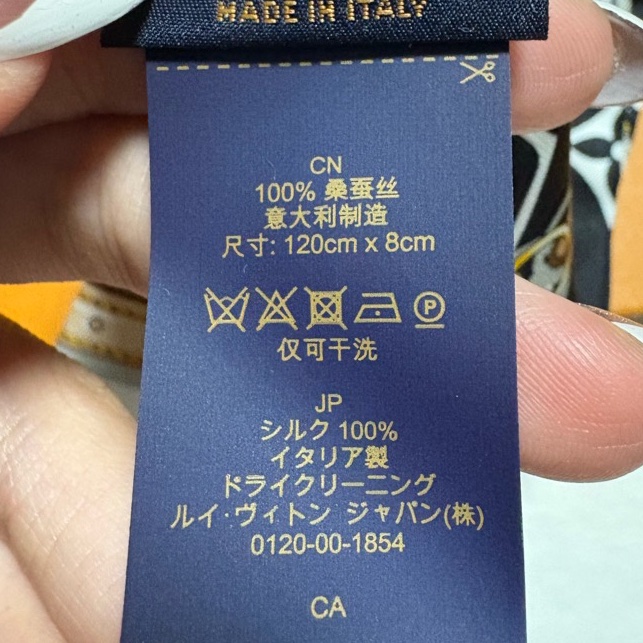 MADE IN ITALY
CN
100% 桑蚕丝
意大利制造
尺寸: 120cm x 8cm
P
仅可干洗
JP
シルク 100%
イタリア製
ドライクリーニング
ルイ・ヴィトン ジャパン(株)
0120-00-1854
CA